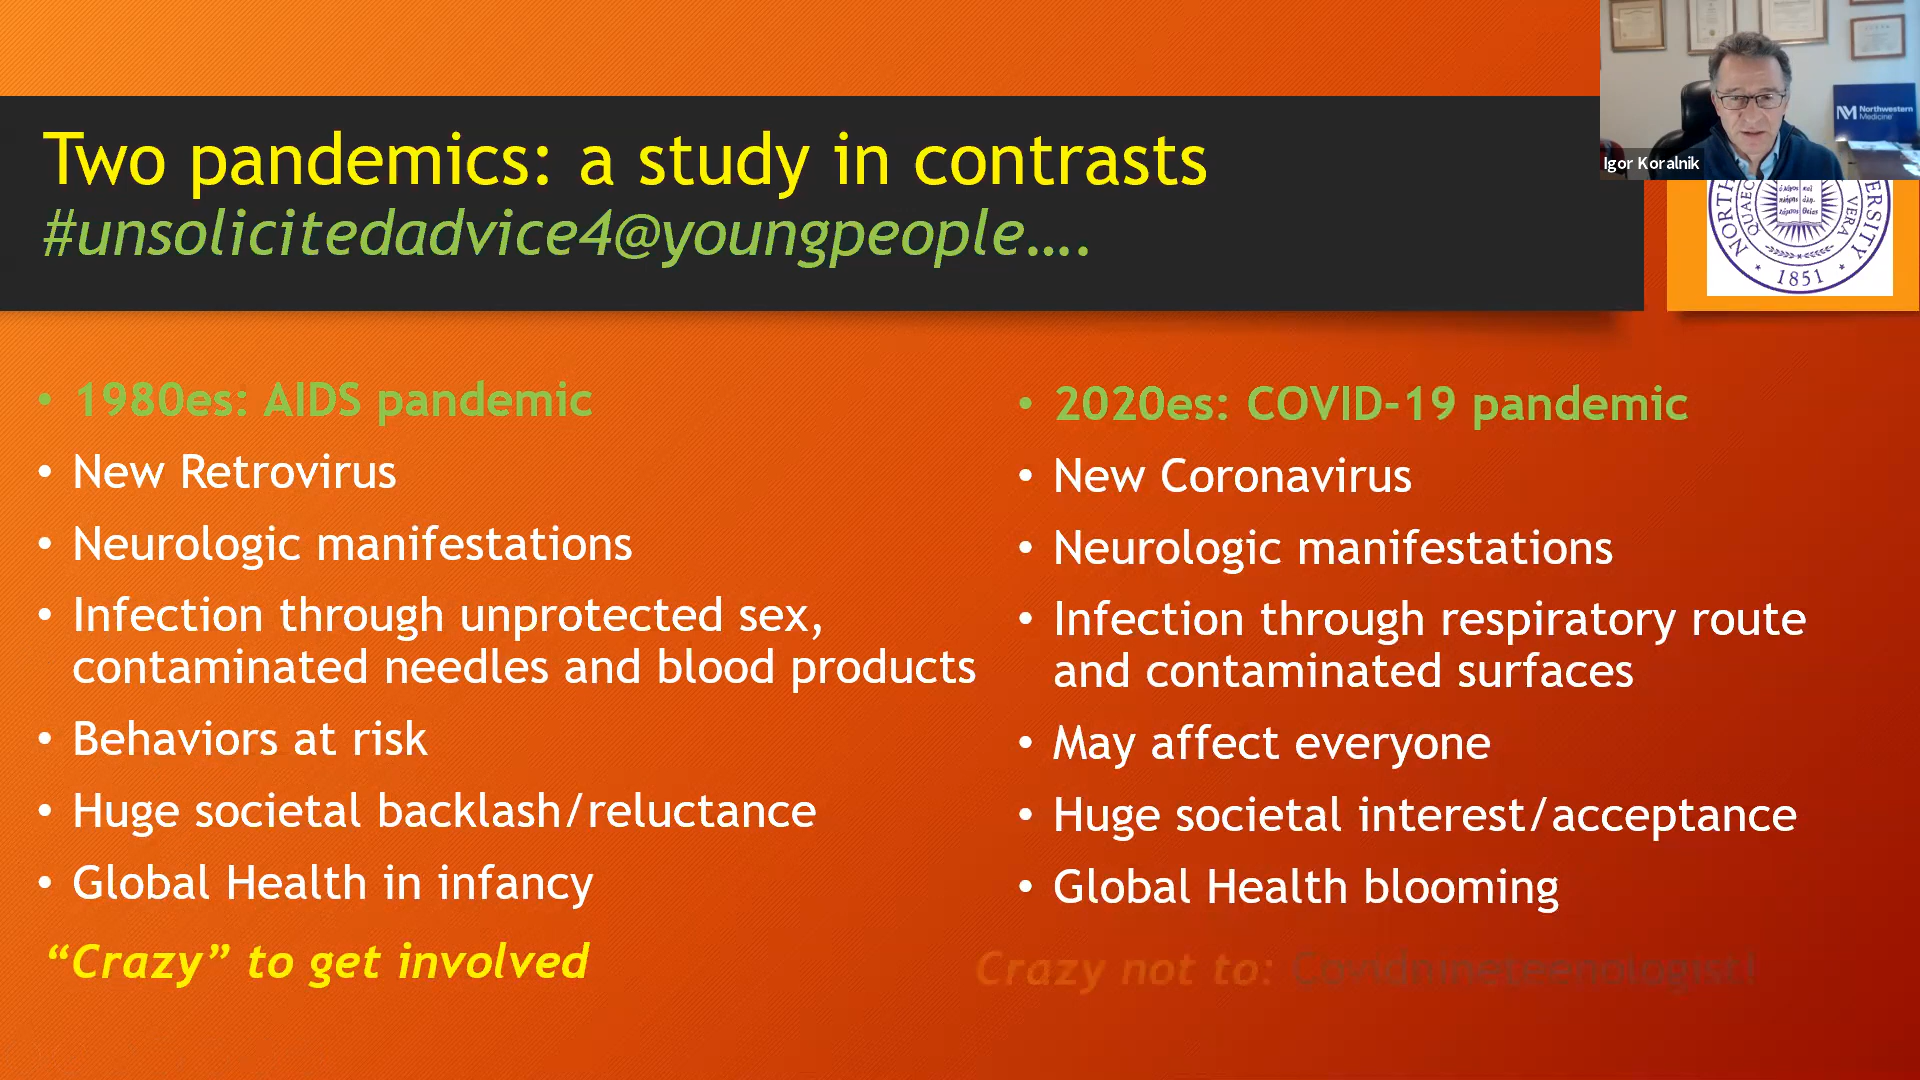 Two pandemics: a study in contrasts
#unsolicitedadvice4@youngpeople....
Northwestern
Medicine
Igor Koralnik
1851
• 1980es: AIDS pandemic
• New Retrovirus
• Neurologic manifestations
• Infection through unprotected sex,
contaminated needles and blood products
• Behaviors at risk
• Huge societal backlash/reluctance
• Global Health in infancy
“Crazy” to get involved
• 2020es: COVID-19 pandemic
• New Coronavirus
• Neurologic manifestations
• Infection through respiratory route
and contaminated surfaces
• May affect everyone
• Huge societal interest/acceptance
• Global Health blooming
Crazy not to: Covidnineteenologist!